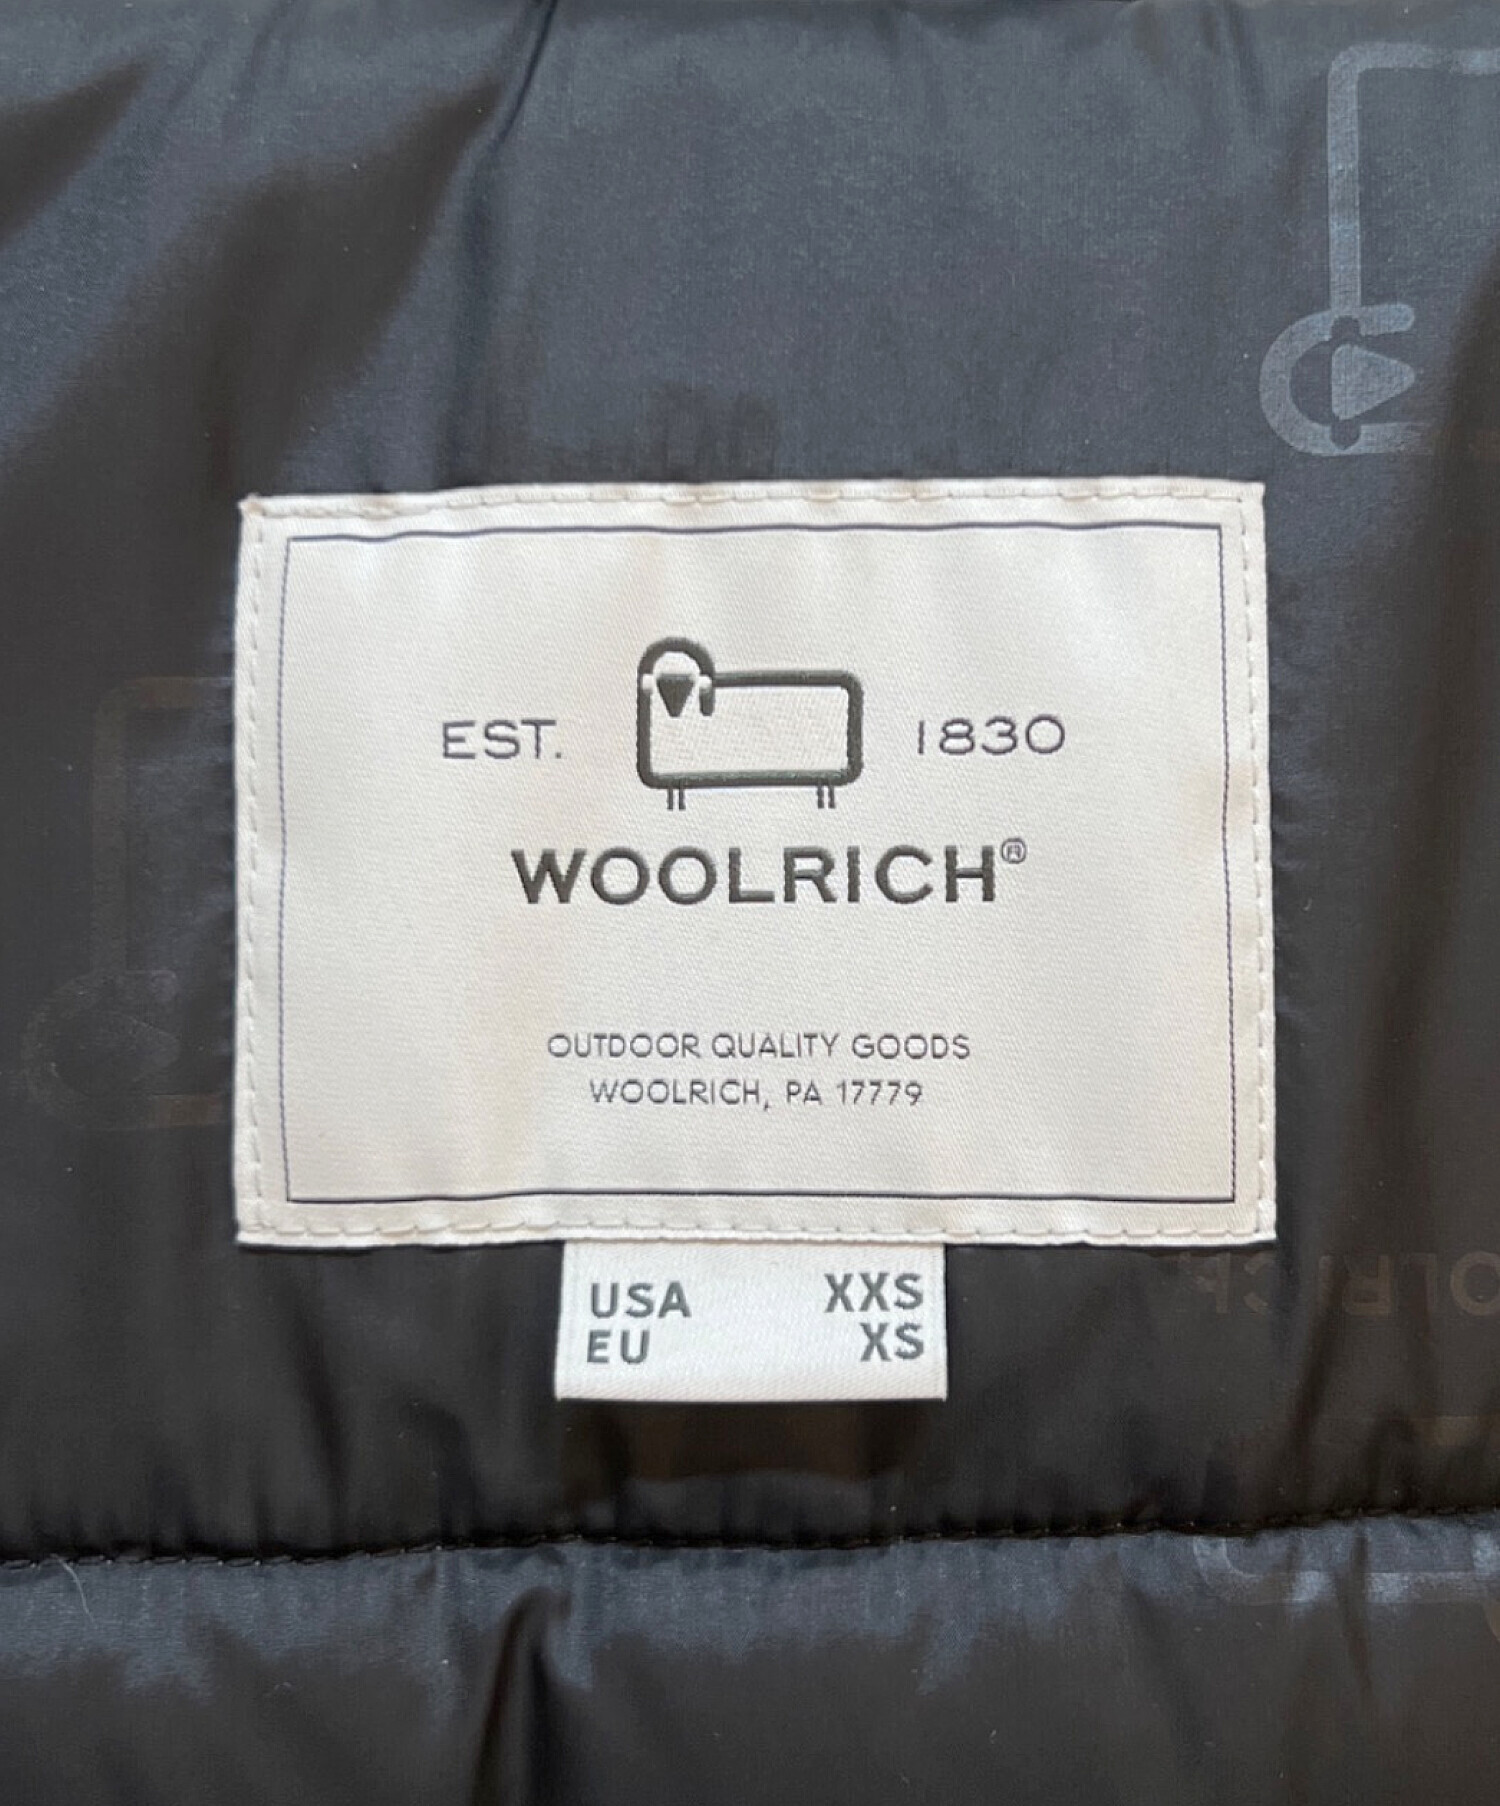 EST. 1830
WOOLRICH®
OUTDOOR QUALITY GOODS
WOOLRICH, PA 17779
USA XXS
EU XS